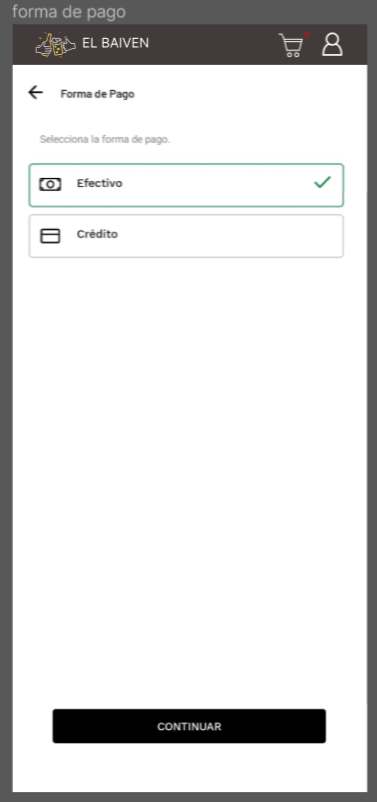 forma de pago
EL BAIVEN
Forma de Pago
Selecciona la forma de pago.
Efectivo
Crédito
CONTINUAR